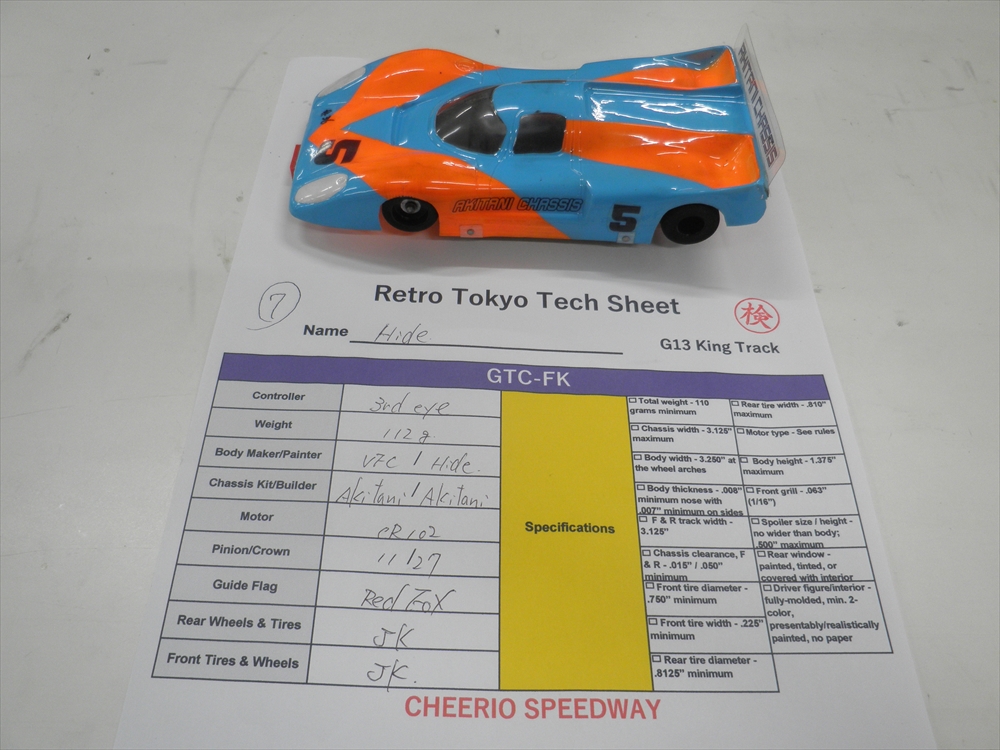 5
AKITANI CHASSIS
5
AKITANI CHASSIS
7
Retro Tokyo Tech Sheet
検
Name Hide
G13 King Track
GTC-FK
Controller 3rd eye
Weight 112 g.
Body Maker/Painter VFC / Hide.
Chassis Kit/Builder Akitani / Akitani
Motor CR102
Pinion/Crown 11/27
Guide Flag Red Fox
Rear Wheels & Tires JK
Front Tires & Wheels JK.
Specifications
Total weight - 110
grams minimum
Rear tire width - .810"
maximum
Chassis width - 3.125"
maximum
Motor type - See rules
Body width - 3.250" at
the wheel arches
Body height - 1.375"
maximum
Body thickness - .008"
minimum nose with
.007" minimum on sides
Front grill - .063"
(1/16")
F & R track width -
3.125"
Spoiler size / height -
no wider than body;
.500" maximum
Chassis clearance, F
& R - .015" / .050"
minimum
Rear window -
painted, tinted, or
covered with interior
Front tire diameter -
.750" minimum
Driver figure/interior -
fully-molded, min. 2-
color,
presentably/realistically
painted, no paper
Front tire width - .225"
minimum
Rear tire diameter -
.8125" minimum
CHEERIO SPEEDWAY